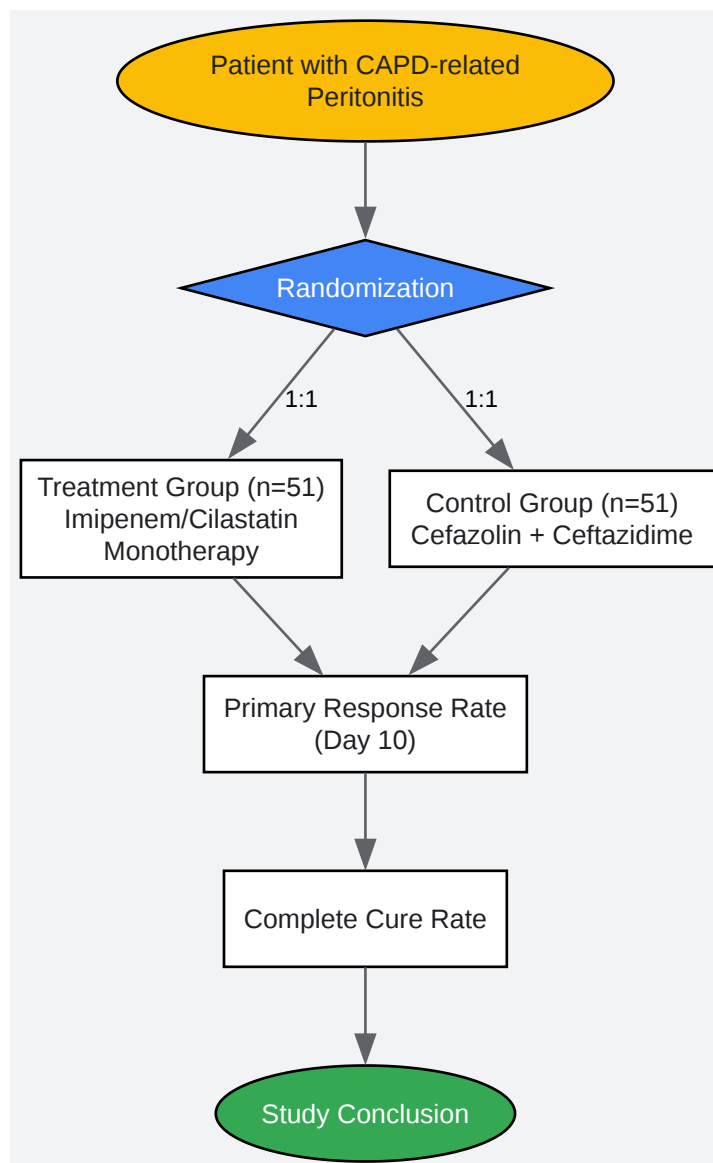 Patient with CAPD-related
Peritonitis
Randomization
1:1
1:1
Treatment Group (n=51)
Imipenem/Cilastatin
Monotherapy
Control Group (n=51)
Cefazolin + Ceftazidime
Primary Response Rate
(Day 10)
Complete Cure Rate
Study Conclusion